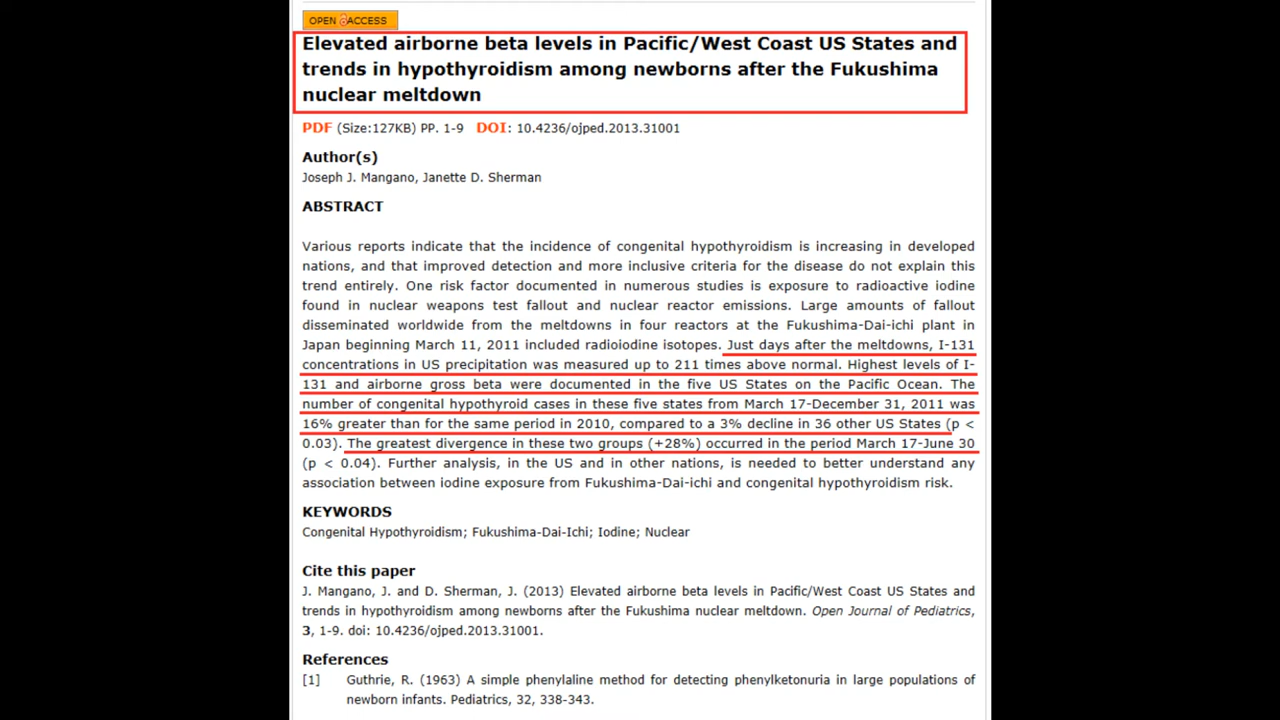 OPEN ACCESS
Elevated airborne beta levels in Pacific/West Coast US States and
trends in hypothyroidism among newborns after the Fukushima
nuclear meltdown
PDF (Size:127KB) PP. 1-9 DOI: 10.4236/ojped.2013.31001
Author(s)
Joseph J. Mangano, Janette D. Sherman
ABSTRACT
Various reports indicate that the incidence of congenital hypothyroidism is increasing in developed
nations, and that improved detection and more inclusive criteria for the disease do not explain this
trend entirely. One risk factor documented in numerous studies is exposure to radioactive iodine
found in nuclear weapons test fallout and nuclear reactor emissions. Large amounts of fallout
disseminated worldwide from the meltdowns in four reactors at the Fukushima-Dai-ichi plant in
Japan beginning March 11, 2011 included radioiodine isotopes. Just days after the meltdowns, I-131
concentrations in US precipitation was measured up to 211 times above normal. Highest levels of I-
131 and airborne gross beta were documented in the five US States on the Pacific Ocean. The
number of congenital hypothyroid cases in these five states from March 17-December 31, 2011 was
16% greater than for the same period in 2010, compared to a 3% decline in 36 other US States (p <
0.03). The greatest divergence in these two groups (+28%) occurred in the period March 17-June 30
(p < 0.04). Further analysis, in the US and in other nations, is needed to better understand any
association between iodine exposure from Fukushima-Dai-ichi and congenital hypothyroidism risk.
KEYWORDS
Congenital Hypothyroidism; Fukushima-Dai-Ichi; Iodine; Nuclear
Cite this paper
J. Mangano, J. and D. Sherman, J. (2013) Elevated airborne beta levels in Pacific/West Coast US States and
trends in hypothyroidism among newborns after the Fukushima nuclear meltdown. Open Journal of Pediatrics,
3, 1-9. doi: 10.4236/ojped.2013.31001.
References
[1] Guthrie, R. (1963) A simple phenylaline method for detecting phenylketonuria in large populations of
newborn infants. Pediatrics, 32, 338-343.